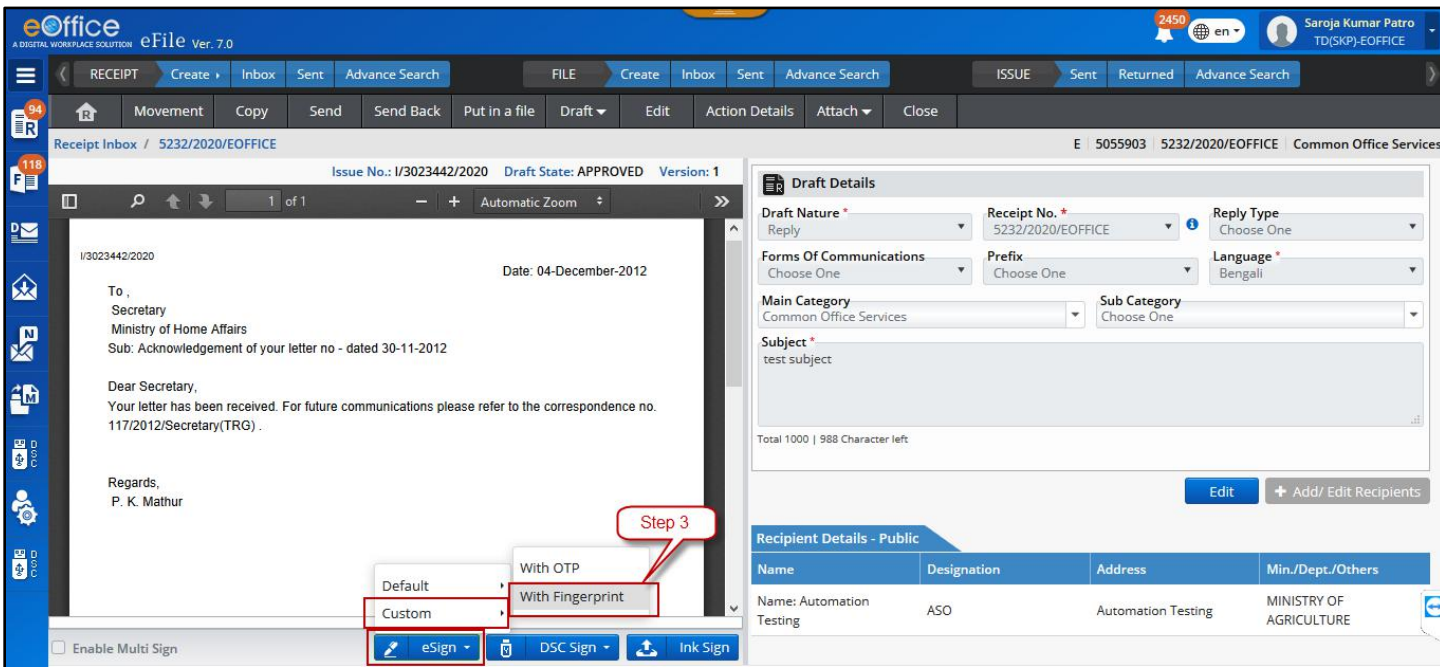 eOffice
A DIGITAL WORKPLACE SOLUTION eFile Ver. 7.0
2450
en
Saroja Kumar Patro
TD(SKP)-EOFFICE
RECEIPT Create Inbox Sent Advance Search FILE Create Inbox Sent Advance Search ISSUE Sent Returned Advance Search
94
R
R Movement Copy Send Send Back Put in a file Draft Edit Action Details Attach Close
Receipt Inbox / 5232/2020/EOFFICE E 5055903 5232/2020/EOFFICE Common Office Services
118
F
Issue No.: I/3023442/2020 Draft State: APPROVED Version: 1
1 of 1 − + Automatic Zoom
I/3023442/2020
Date: 04-December-2012
To ,
Secretary
Ministry of Home Affairs
Sub: Acknowledgement of your letter no - dated 30-11-2012
Dear Secretary,
Your letter has been received. For future communications please refer to the correspondence no.
117/2012/Secretary(TRG) .
Regards,
P. K. Mathur
Step 3
Default
Custom
With OTP
With Fingerprint
Enable Multi Sign
eSign DSC Sign Ink Sign
D
N
M
DSC
DSC
R Draft Details
Draft Nature * Receipt No. * Reply Type
Reply 5232/2020/EOFFICE Choose One
Forms Of Communications Prefix Language *
Choose One Choose One Bengali
Main Category Sub Category
Common Office Services Choose One
Subject *
test subject
Total 1000 | 988 Character left
Edit + Add/ Edit Recipients
Recipient Details - Public
Name Designation Address Min./Dept./Others
Name: Automation Testing ASO Automation Testing MINISTRY OF AGRICULTURE